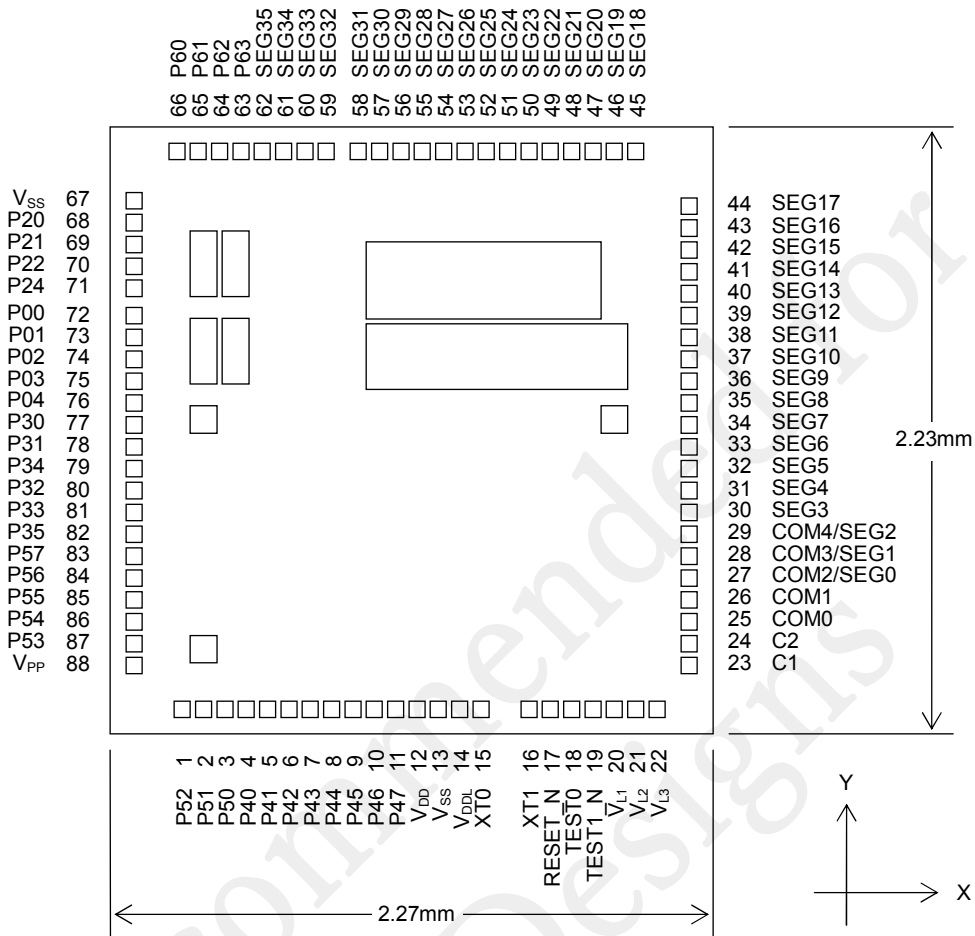 66 P60
65 P61
64 P62
63 P63
62 SEG35
61 SEG34
60 SEG33
59 SEG32
58 SEG31
57 SEG30
56 SEG29
55 SEG28
54 SEG27
53 SEG26
52 SEG25
51 SEG24
50 SEG23
49 SEG22
48 SEG21
47 SEG20
46 SEG19
45 SEG18
VSS 67
P20 68
P21 69
P22 70
P24 71
P00 72
P01 73
P02 74
P03 75
P04 76
P30 77
P31 78
P34 79
P32 80
P33 81
P35 82
P57 83
P56 84
P55 85
P54 86
P53 87
VPP 88
44 SEG17
43 SEG16
42 SEG15
41 SEG14
40 SEG13
39 SEG12
38 SEG11
37 SEG10
36 SEG9
35 SEG8
34 SEG7
33 SEG6
32 SEG5
31 SEG4
30 SEG3
29 COM4/SEG2
28 COM3/SEG1
27 COM2/SEG0
26 COM1
25 COM0
24 C2
23 C1
2.23mm
P52 1
P51 2
P50 3
P40 4
P41 5
P42 6
P43 7
P44 8
P45 9
P46 10
P47 11
VDD 12
VSS 13
VDDL 14
XT0 15
XT1 16
RESET_N 17
TEST0 18
TEST1_N 19
VL1 20
VL2 21
VL3 22
2.27mm
Y
X
ommended for
Designs